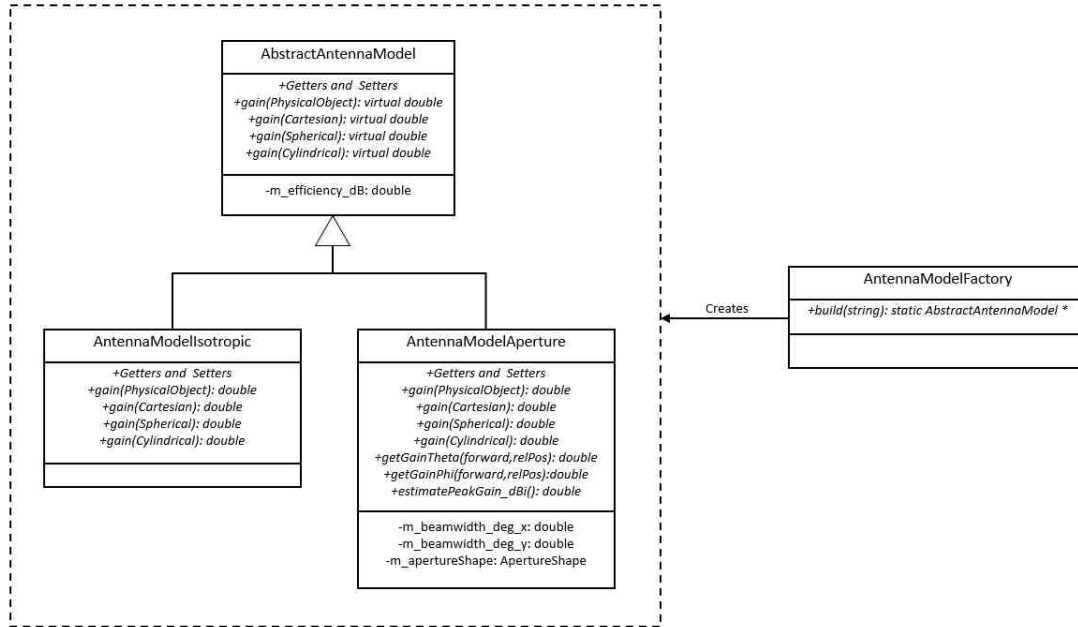 AbstractAntennaModel
+Getters and Setters
+gain(PhysicalObject): virtual double
+gain(Cartesian): virtual double
+gain(Spherical): virtual double
+gain(Cylindrical): virtual double
-m_efficiency_dB: double
AntennaModelFactory
+build(string): static AbstractAntennaModel *
Creates
AntennaModelIsotropic
+Getters and Setters
+gain(PhysicalObject): double
+gain(Cartesian): double
+gain(Spherical): double
+gain(Cylindrical): double
AntennaModelAperture
+Getters and Setters
+gain(PhysicalObject): double
+gain(Cartesian): double
+gain(Spherical): double
+gain(Cylindrical): double
+getGainTheta(forward,relPos): double
+getGainPhi(forward,relPos):double
+estimatePeakGain_dBi(): double
-m_beamwidth_deg_x: double
-m_beamwidth_deg_y: double
-m_apertureShape: ApertureShape